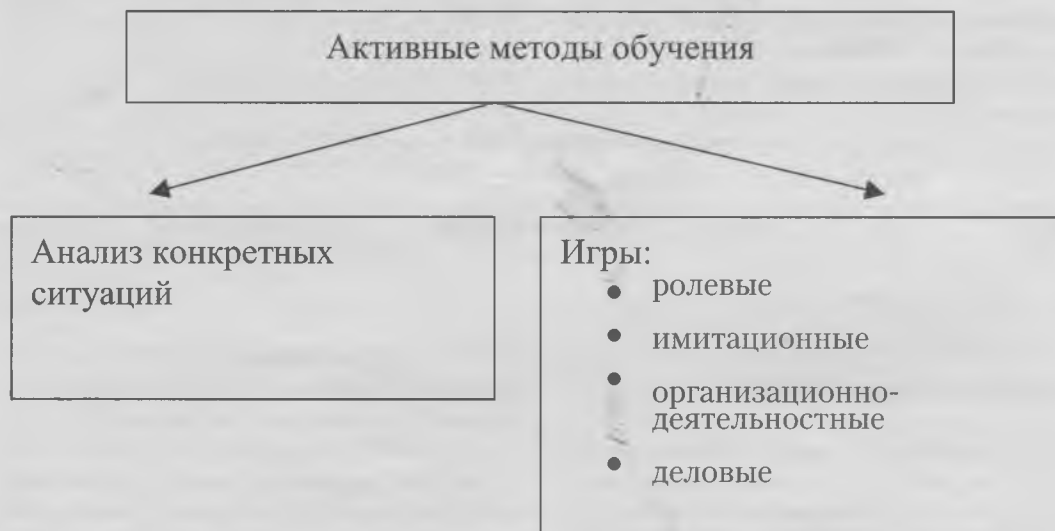 Активные методы обучения
Анализ конкретных
ситуаций
Игры:
• ролевые
• имитационные
• организационно-
деятельностные
• деловые